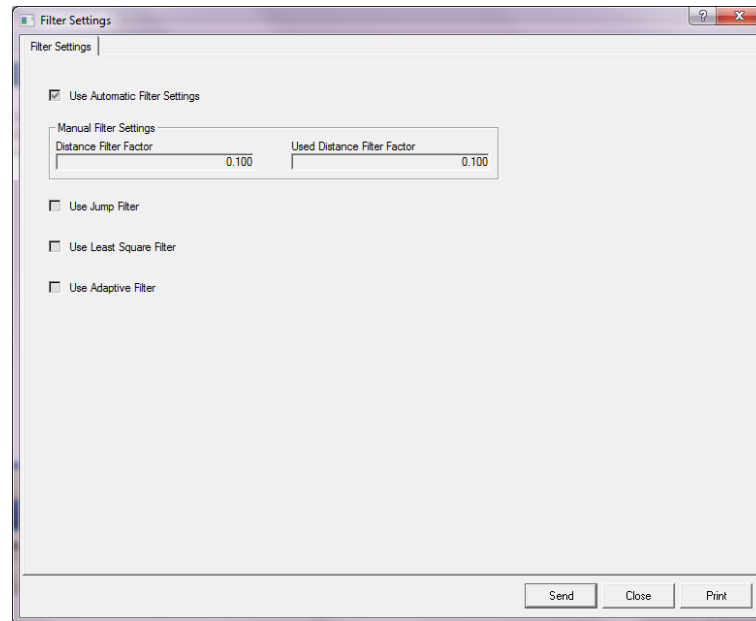 Filter Settings
Filter Settings
Use Automatic Filter Settings
Manual Filter Settings
Distance Filter Factor Used Distance Filter Factor
0.100 0.100
Use Jump Filter
Use Least Square Filter
Use Adaptive Filter
Send Close Print